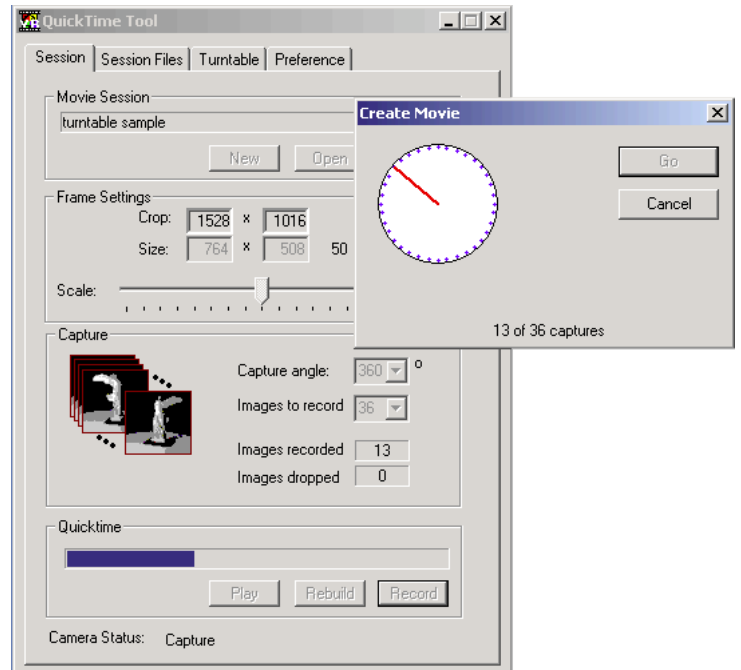 VR QuickTime Tool
Session Session Files Turntable Preference
Movie Session
turntable sample
New Open
Frame Settings
Crop: 1528 x 1016
Size: 764 x 508 50
Scale:
Capture
Capture angle: 360 º
Images to record 36
Images recorded 13
Images dropped 0
Quicktime
Play Rebuild Record
Camera Status: Capture
Create Movie
Go
Cancel
13 of 36 captures